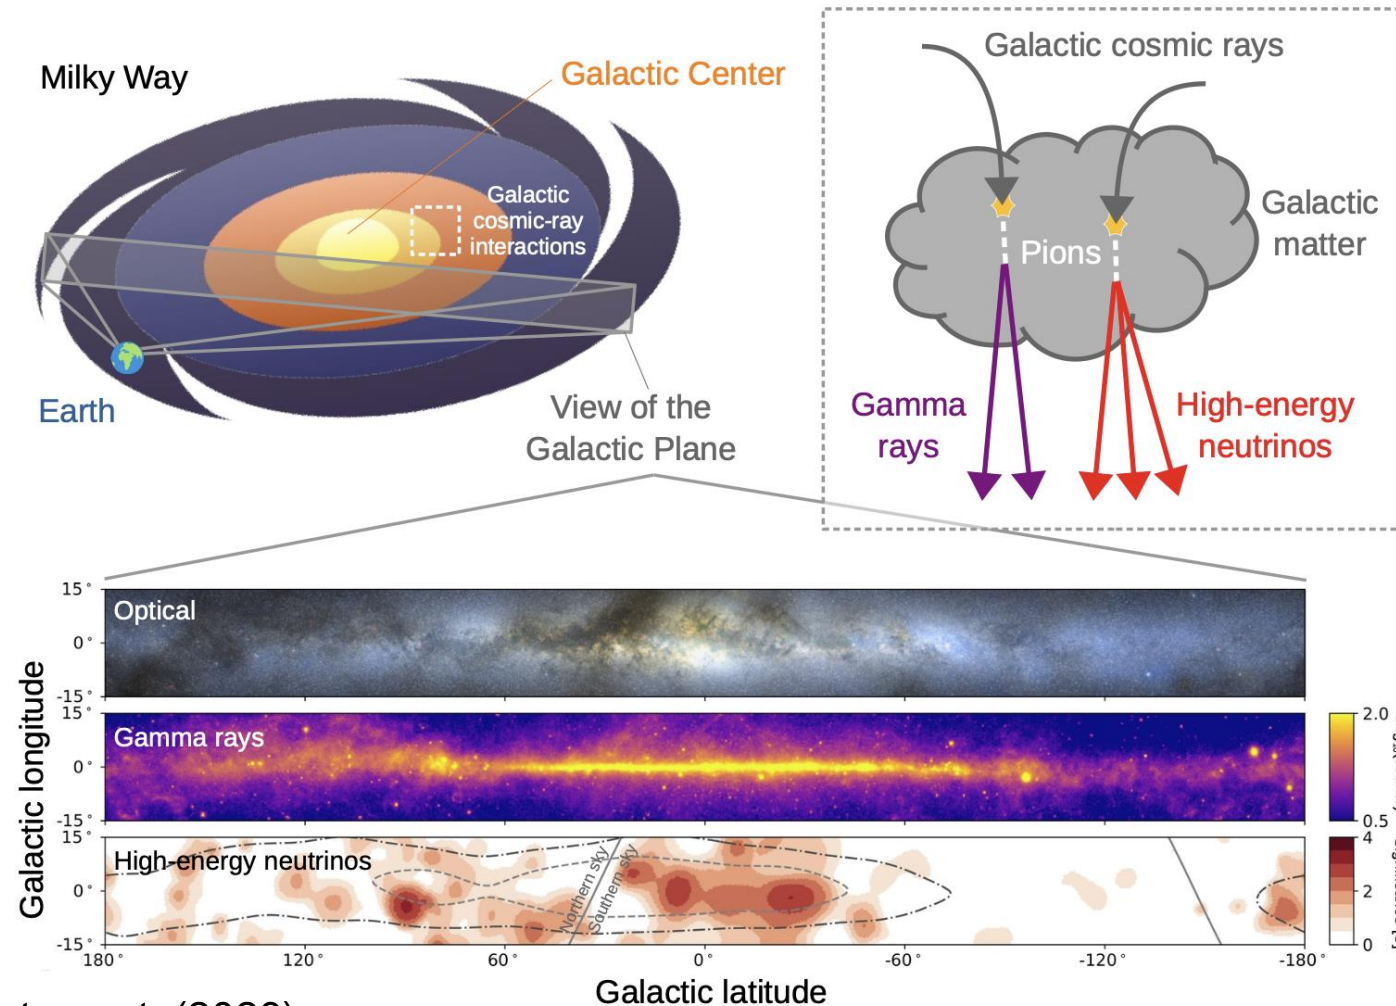 Milky Way
Galactic Center
Galactic
cosmic-ray
interactions
Earth
View of the
Galactic Plane
Galactic cosmic rays
Galactic
matter
Pions
Gamma
rays
High-energy
neutrinos
Galactic longitude
15°
0°
-15°
Optical
15°
0°
-15°
Gamma rays
2.0
0.5
15°
0°
-15°
High-energy neutrinos
Northern sky
Southern sky
4
2
0
180°
120°
60°
0°
-60°
-120°
-180°
Galactic latitude